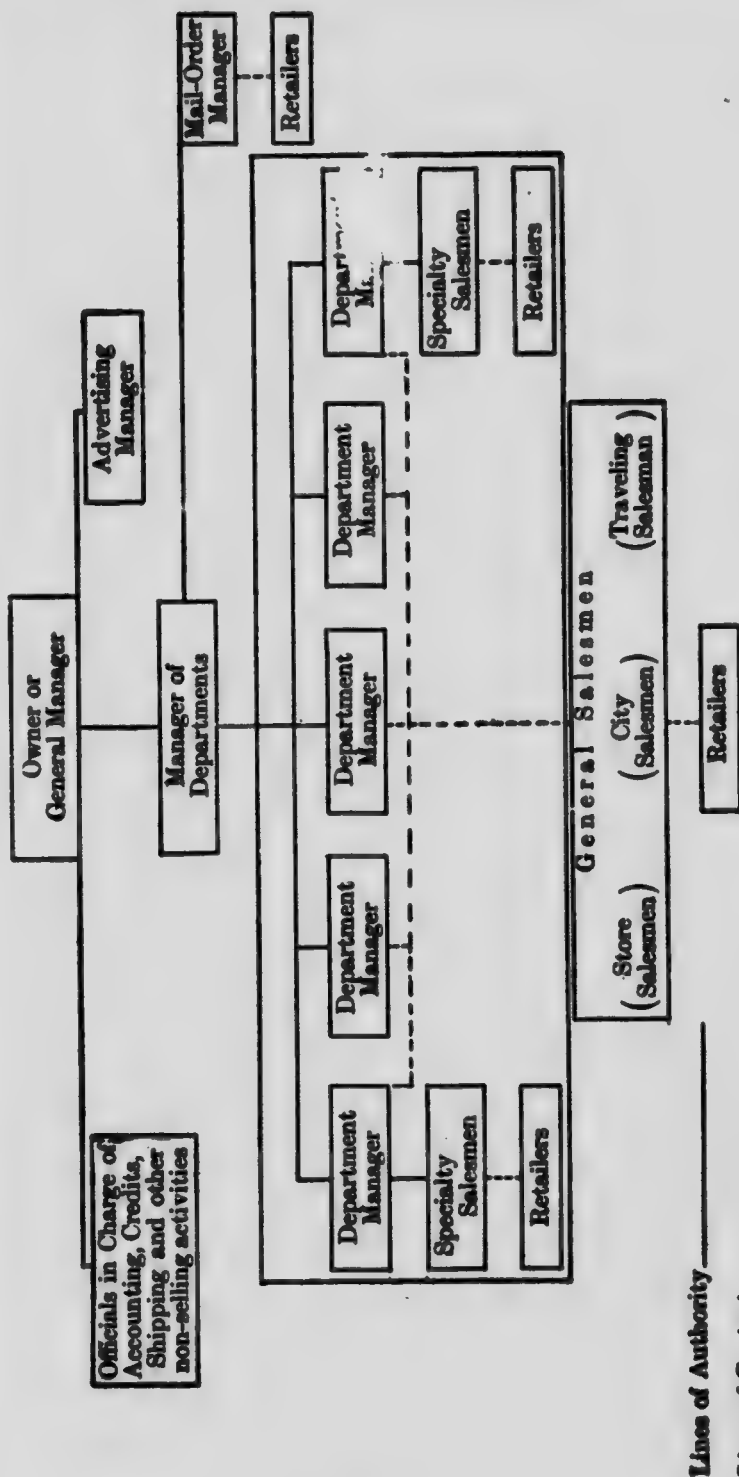 Owner or
General Manager
Officials in Charge of
Accounting, Credits,
Shipping and other
non-selling activities
Advertising
Manager
Manager of
Departments
Mail-Order
Manager
Retailers
Department
Manager
Department
Manager
Department
Manager
Department
Manager
Specialty
Salesmen
Specialty
Salesmen
Retailers
Retailers
General Salesmen
(Store
Salesmen)
(City
Salesmen)
(Traveling
Salesman)
Retailers
Lines of Authority